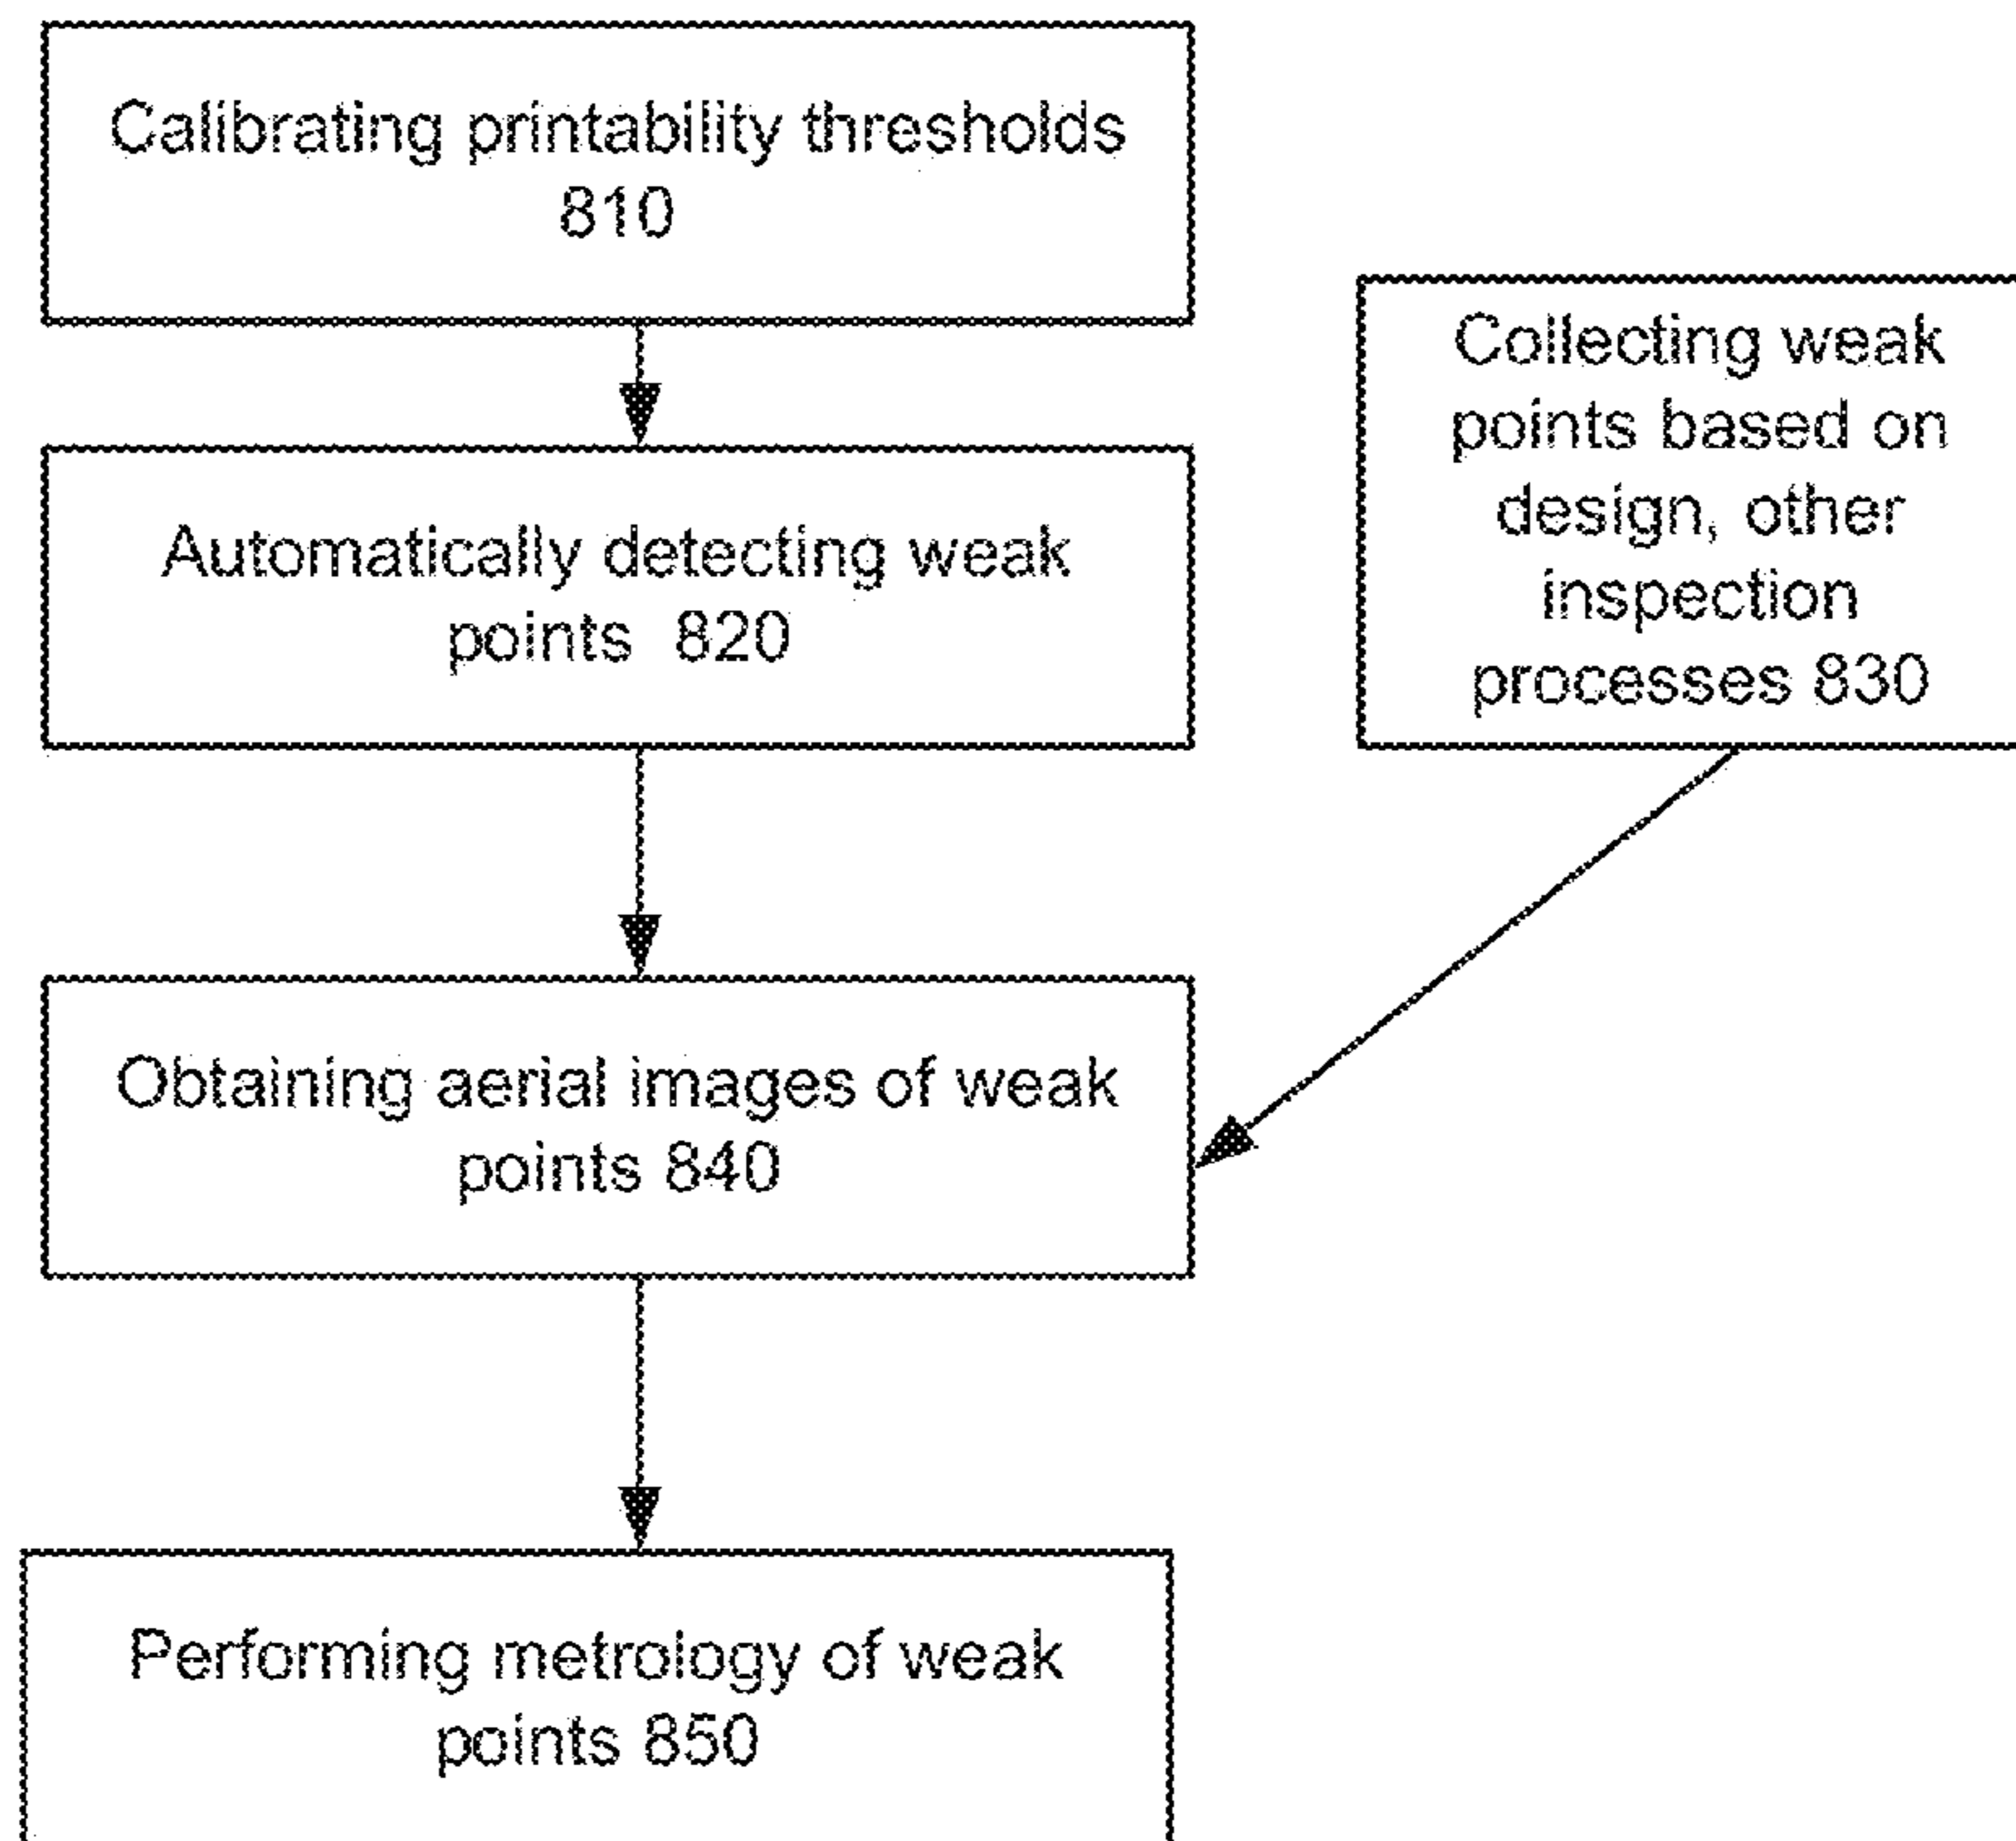 Calibrating printability thresholds
810
Automatically detecting weak
points 820
Collecting weak
points based on
design, other
inspection
processes 830
Obtaining aerial images of weak
points 840
Performing metrology of weak
points 850